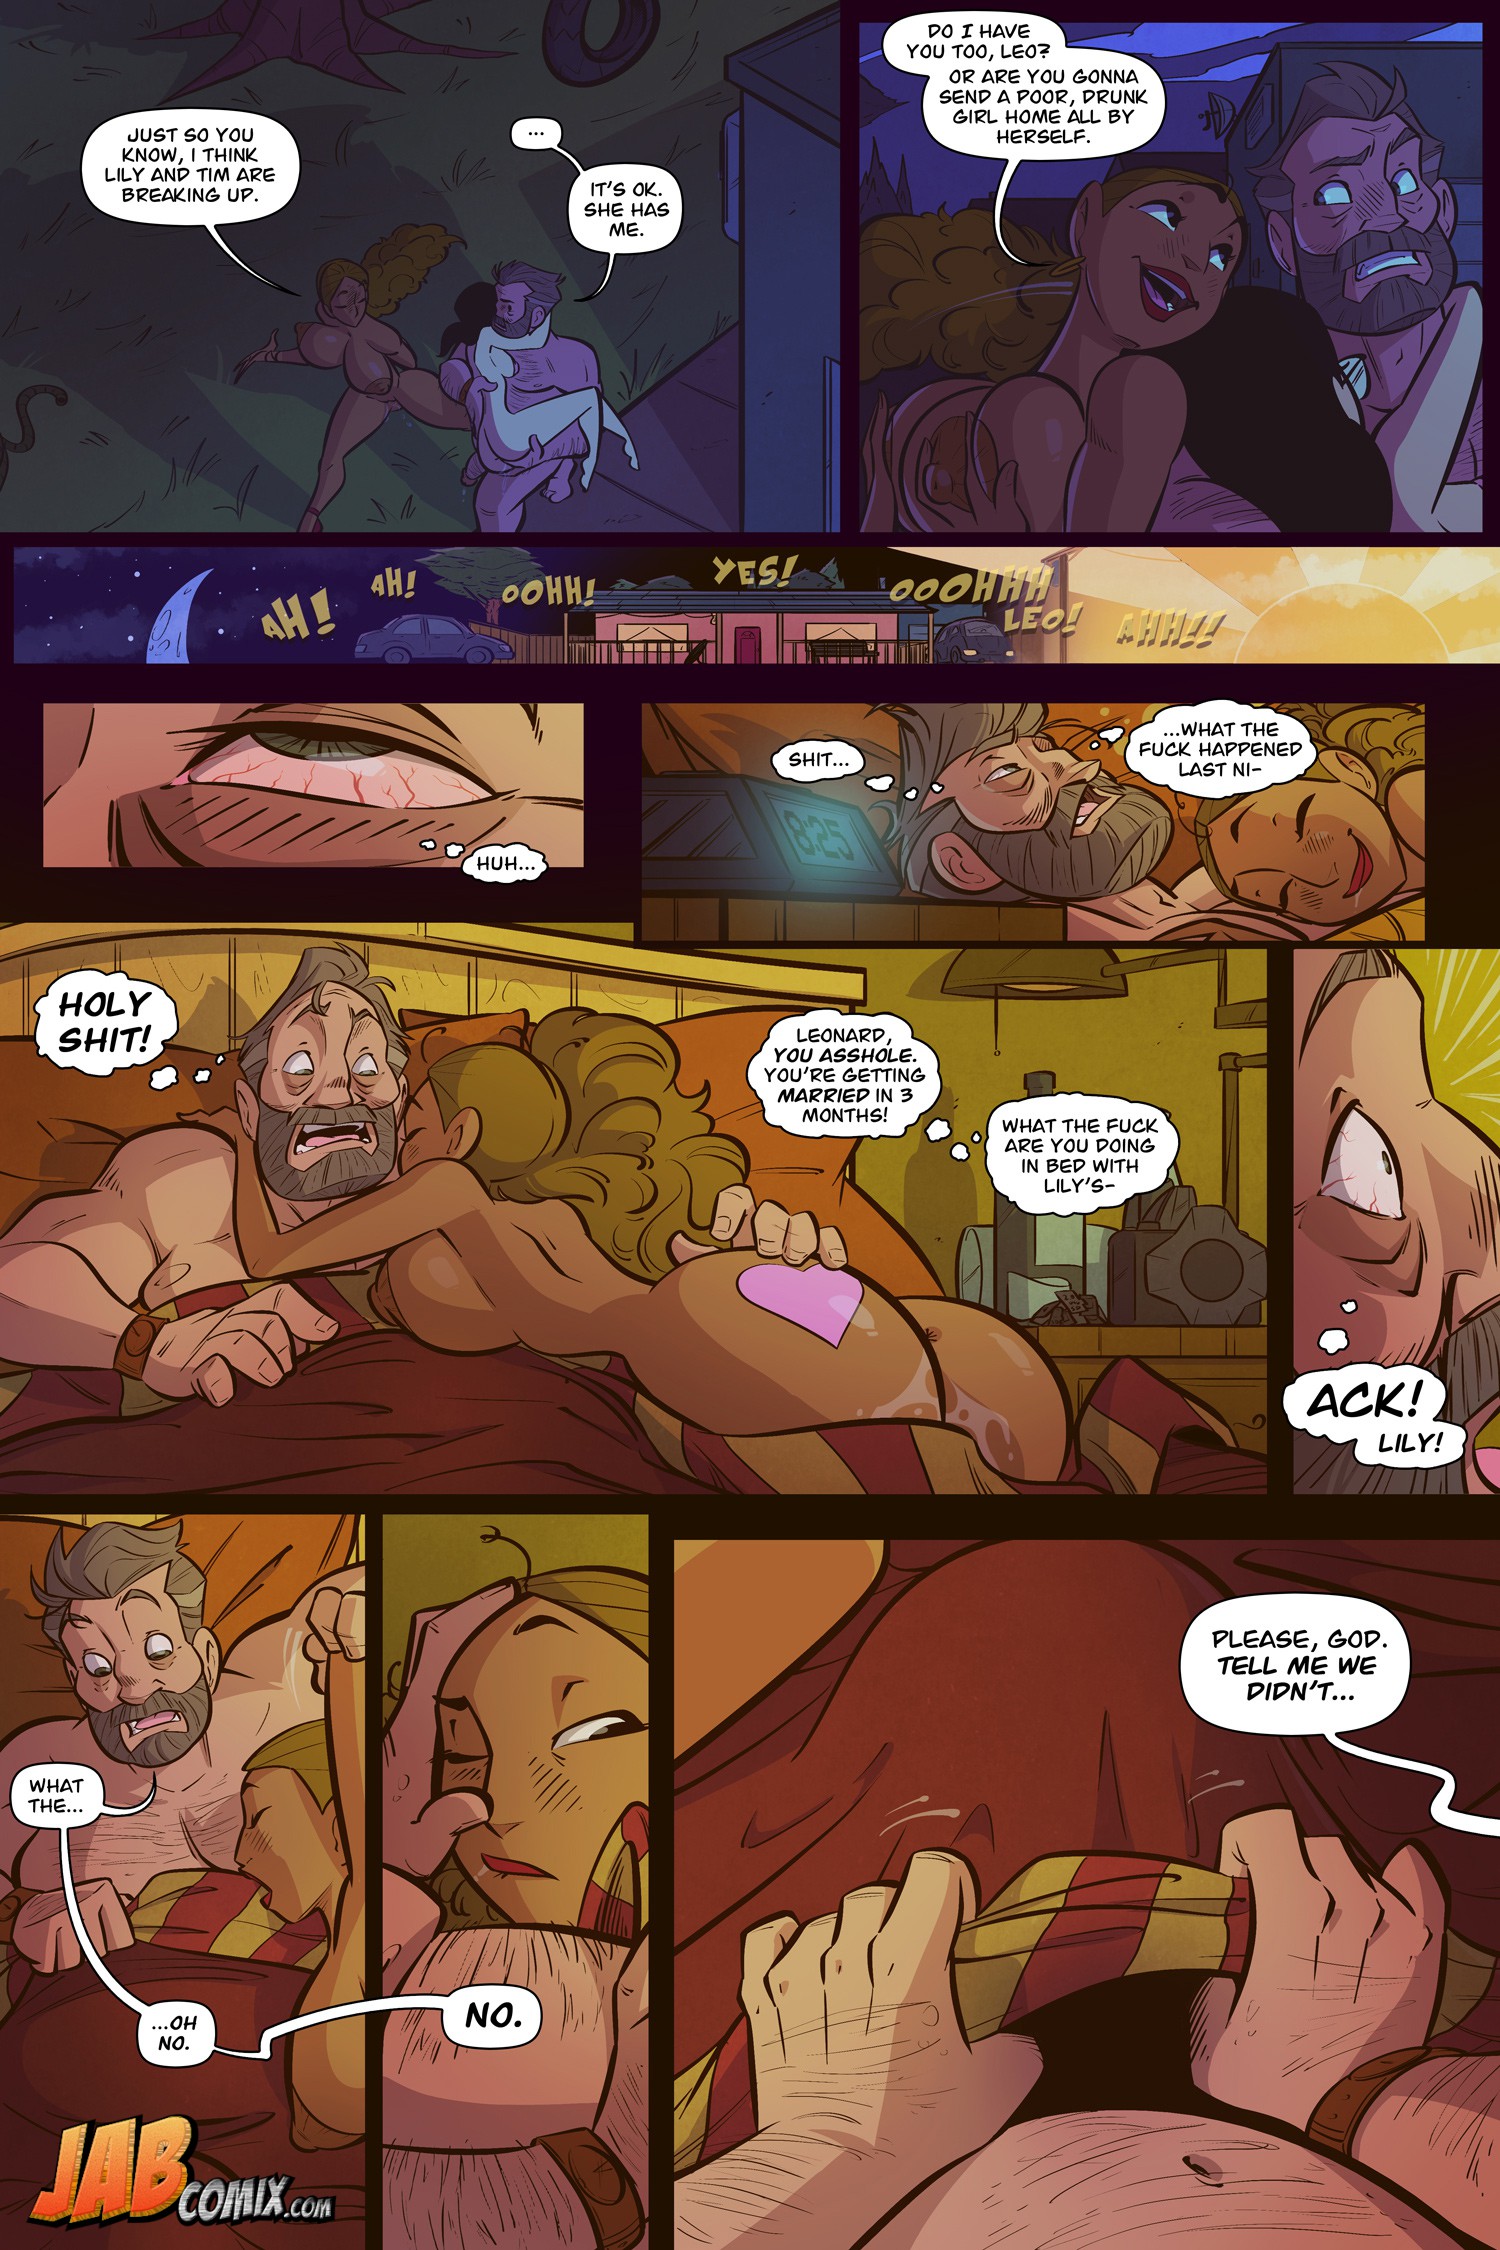 JUST SO YOU
KNOW, I THINK
LILY AND TIM ARE
BREAKING UP.
...
IT'S OK.
SHE HAS
ME.
DO I HAVE
YOU TOO, LEO?
OR ARE YOU GONNA
SEND A POOR, DRUNK
GIRL HOME ALL BY
HERSELF.
AH!
AH!
OOHH!
YES!
OOOHHH
LEO!
AHH!!
HUH...
SHIT...
...WHAT THE
FUCK HAPPENED
LAST NI-
8:25
HOLY
SHIT!
LEONARD,
YOU ASSHOLE.
YOU'RE GETTING
MARRIED IN 3
MONTHS!
WHAT THE FUCK
ARE YOU DOING
IN BED WITH
LILY'S-
ACK!
LILY!
WHAT
THE...
...OH
NO.
NO.
PLEASE, GOD.
TELL ME WE
DIDN'T...
JAB
COMIX.COM